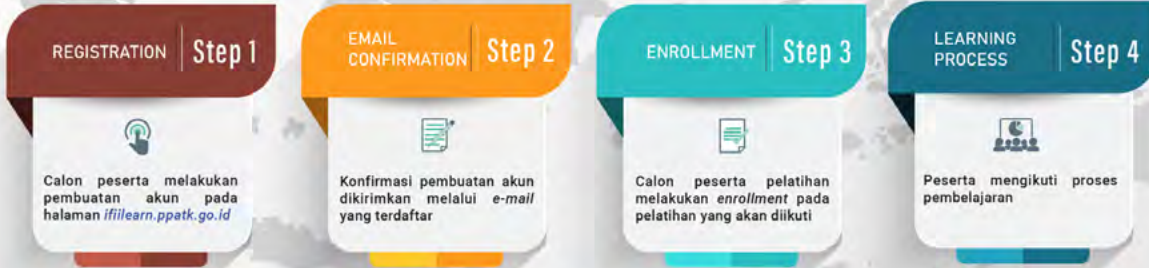 REGISTRATION
Step 1
Calon peserta melakukan
pembuatan akun pada
halaman ifiilearn.ppatk.go.id
EMAIL
CONFIRMATION
Step 2
Konfirmasi pembuatan akun
dikirimkan melalui e-mail
yang terdaftar
ENROLLMENT
Step 3
Calon peserta pelatihan
melakukan enrollment pada
pelatihan yang akan diikuti
LEARNING
PROCESS
Step 4
Peserta mengikuti proses
pembelajaran